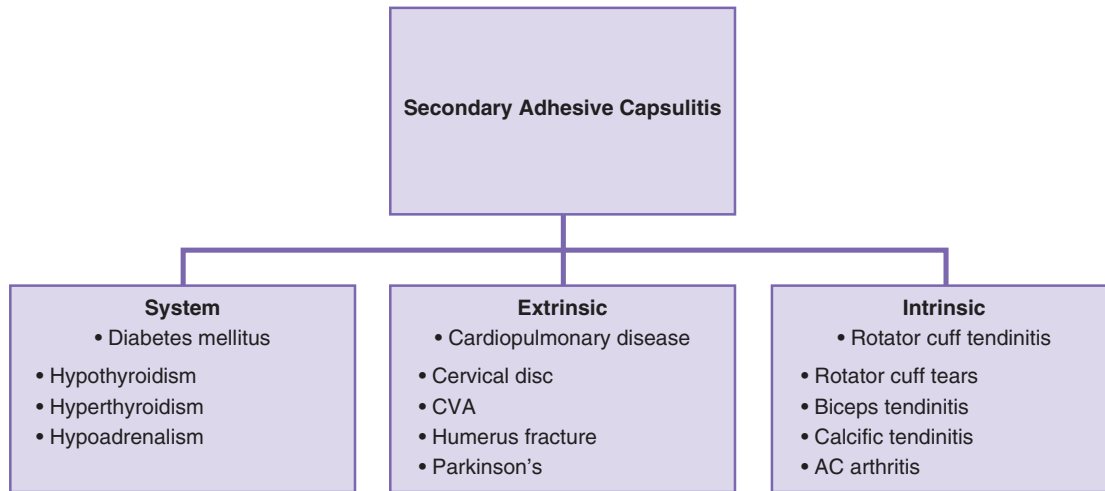 Secondary Adhesive Capsulitis
System
• Diabetes mellitus
• Hypothyroidism
• Hyperthyroidism
• Hypoadrenalism
Extrinsic
• Cardiopulmonary disease
• Cervical disc
• CVA
• Humerus fracture
• Parkinson's
Intrinsic
• Rotator cuff tendinitis
• Rotator cuff tears
• Biceps tendinitis
• Calcific tendinitis
• AC arthritis